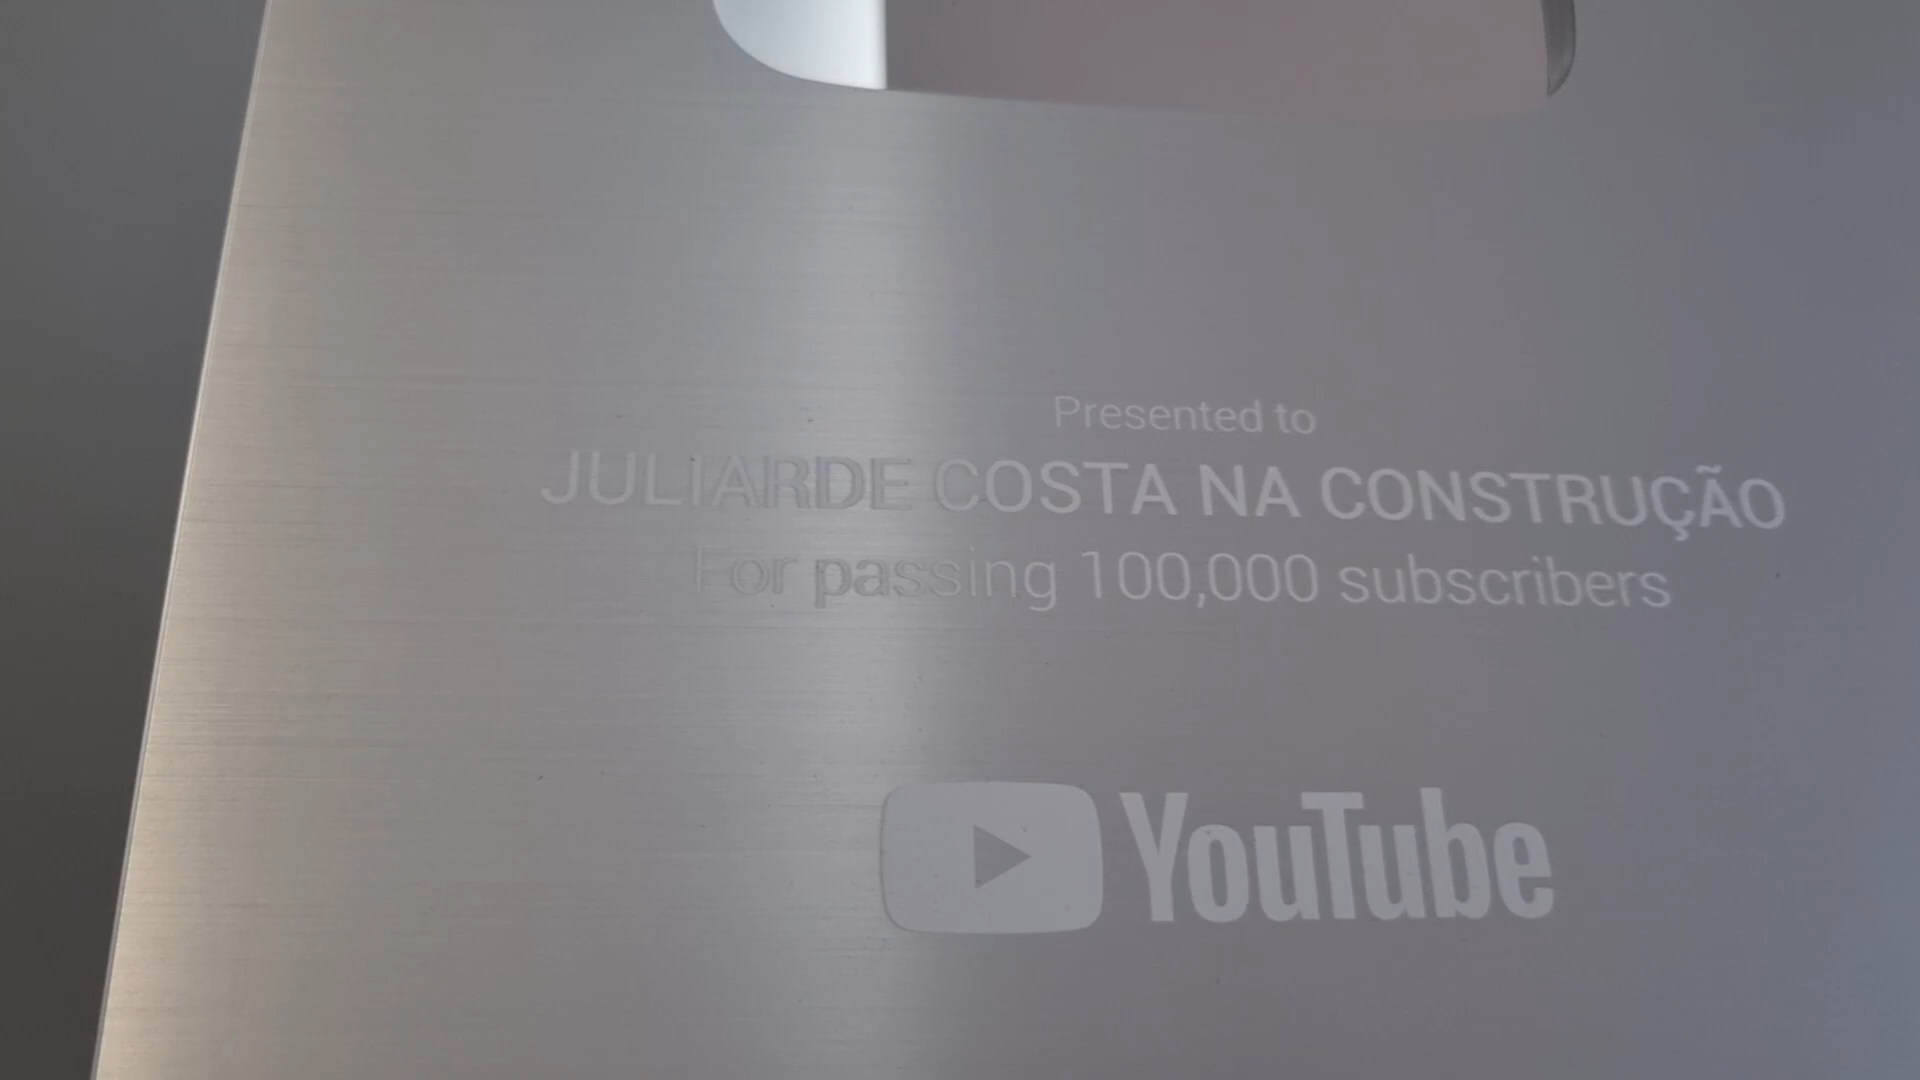 Presented to
JULIARDE COSTA NA CONSTRUÇÃO
For passing 100,000 subscribers
YouTube